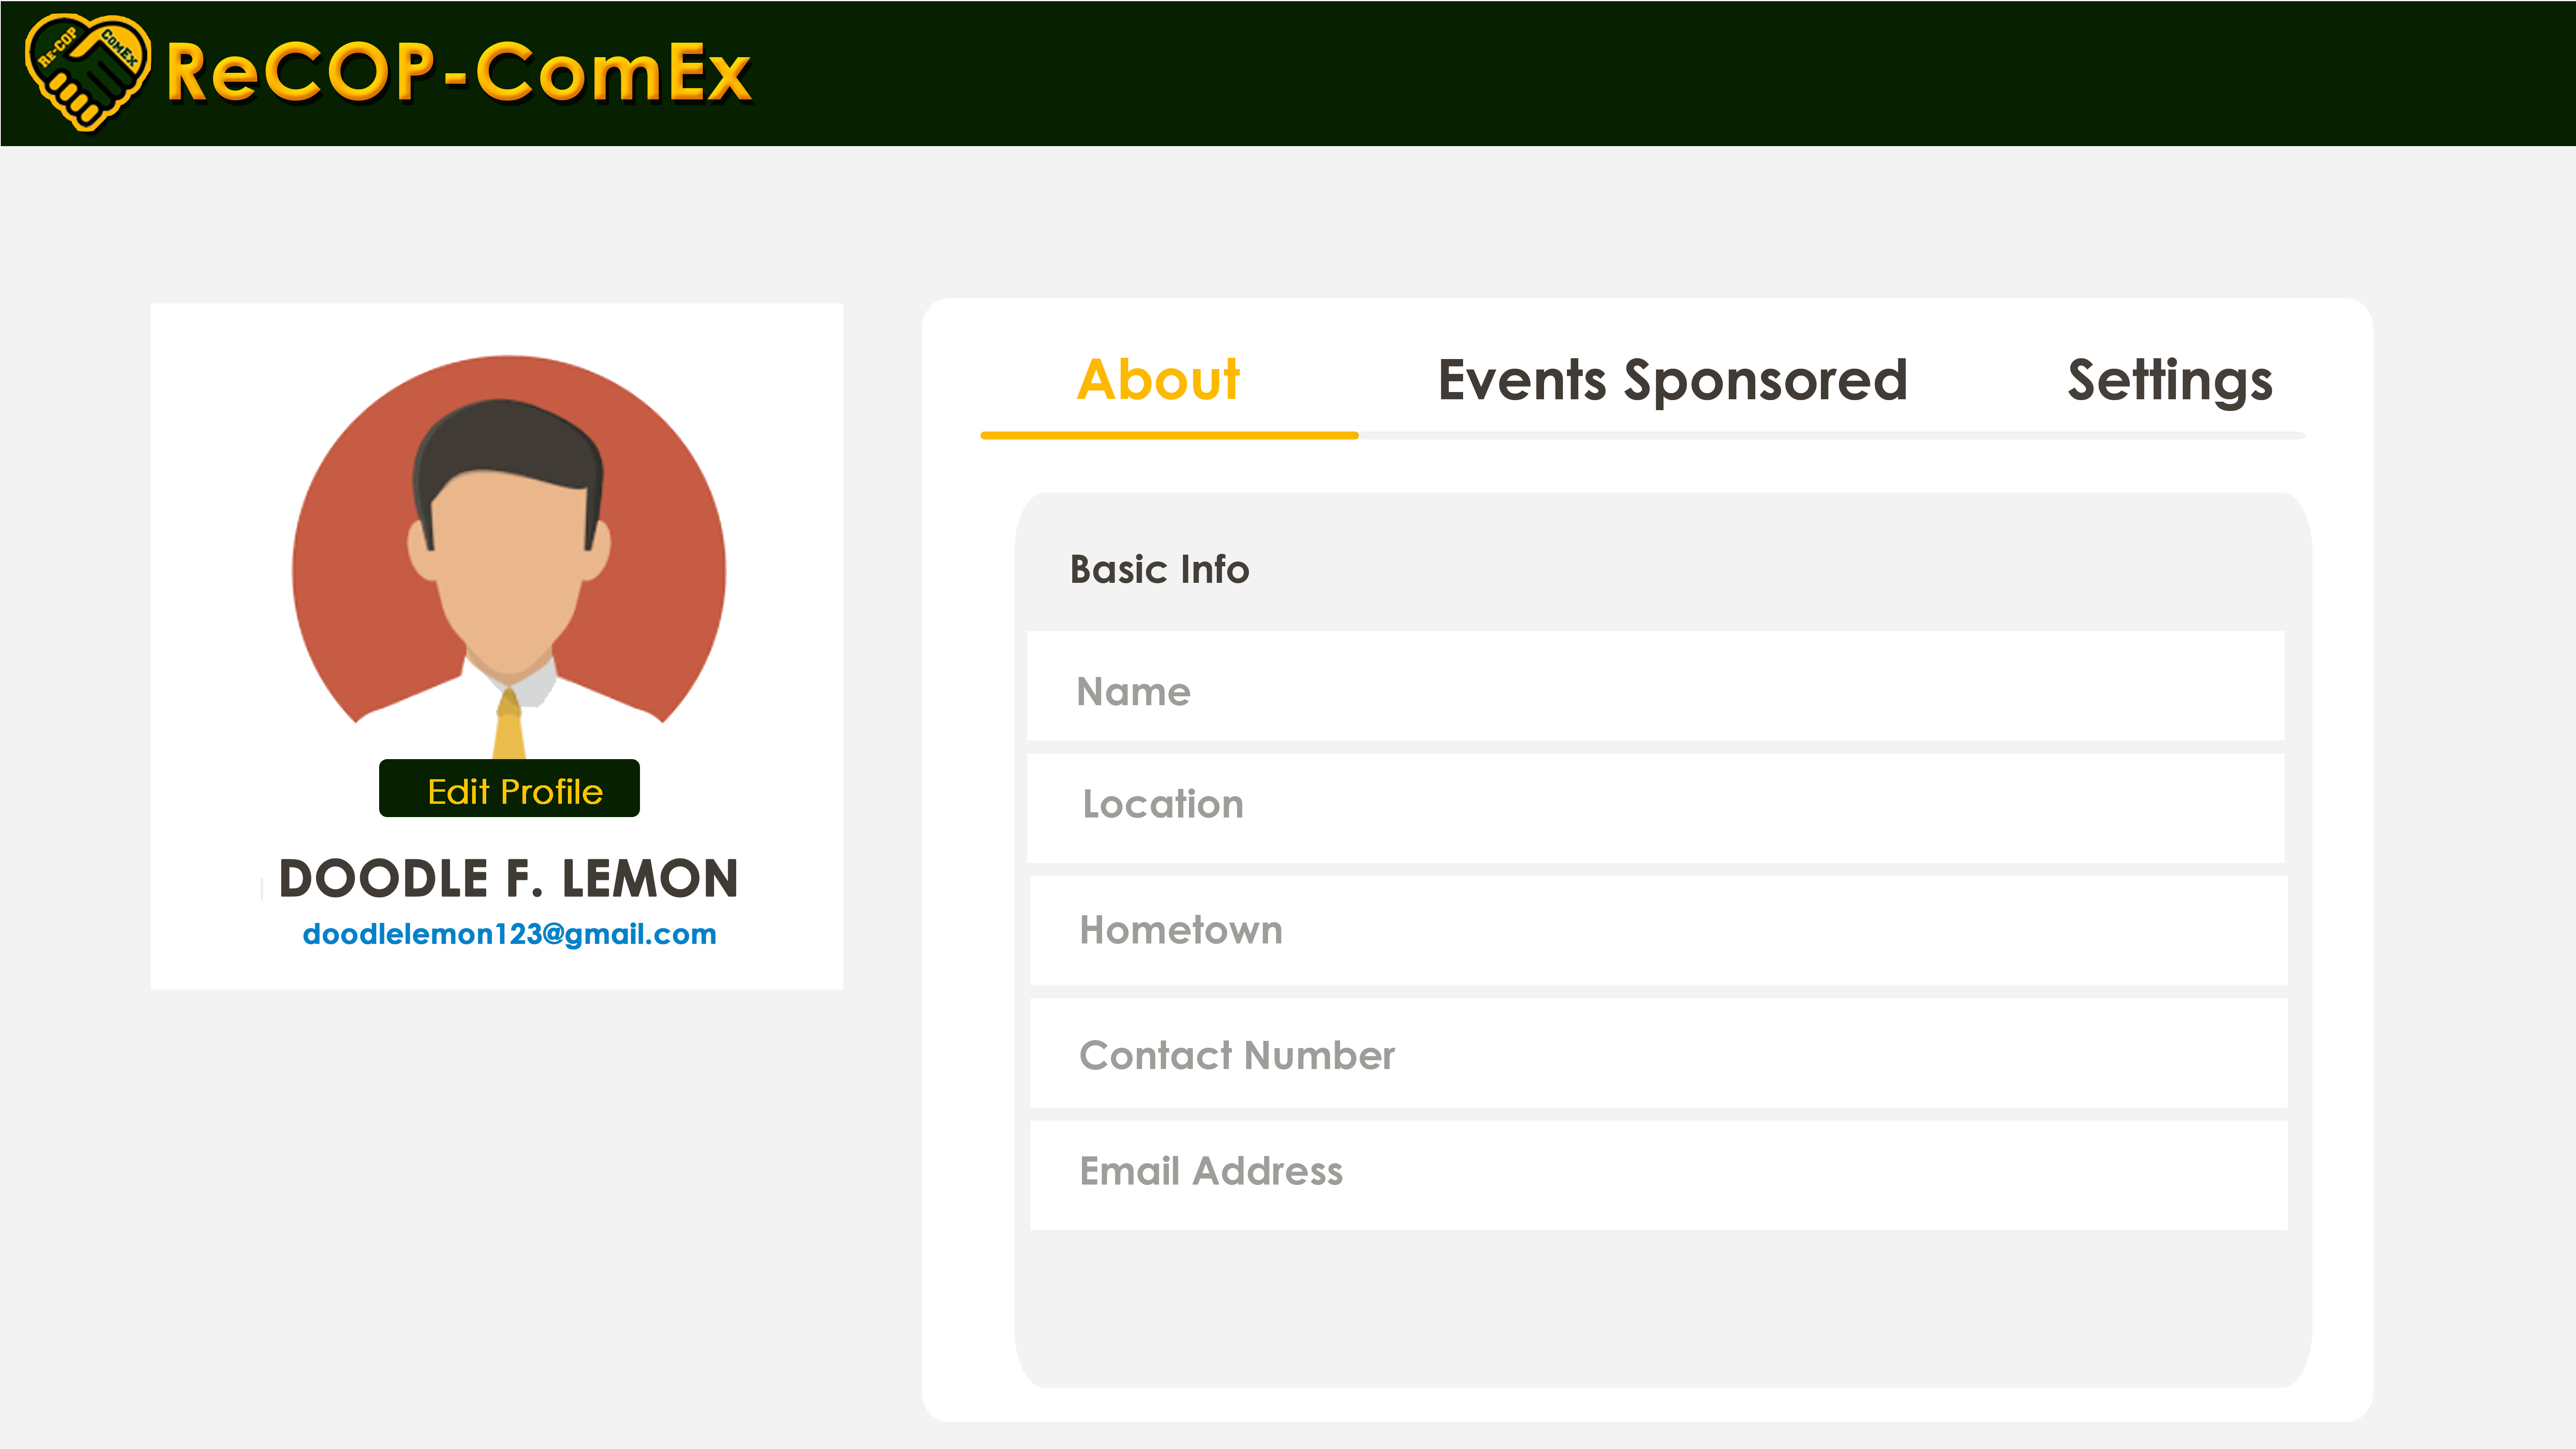 RE-COP
COMEX
ReCOP-ComEx
Edit Profile
DOODLE F. LEMON
doodlelemon123@gmail.com
About
Events Sponsored
Settings
Basic Info
Name
Location
Hometown
Contact Number
Email Address